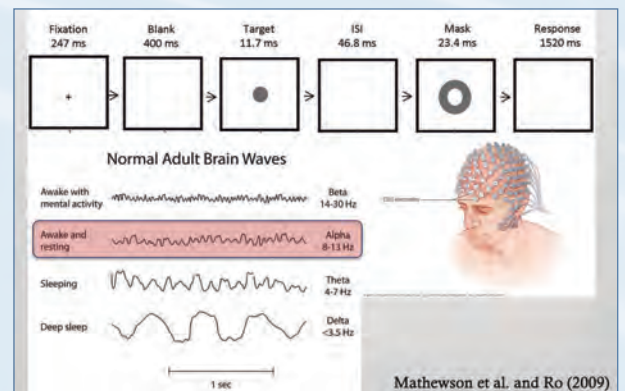 Fixation
247 ms
Blank
400 ms
Target
11.7 ms
ISI
46.8 ms
Mask
23.4 ms
Response
1520 ms
Normal Adult Brain Waves
Awake with
mental activity
Beta
14-30 Hz
Awake and
resting
Alpha
8-13 Hz
Sleeping
Theta
4-7 Hz
Deep sleep
Delta
<3.5 Hz
1 sec
Mathewson et al. and Ro (2009)